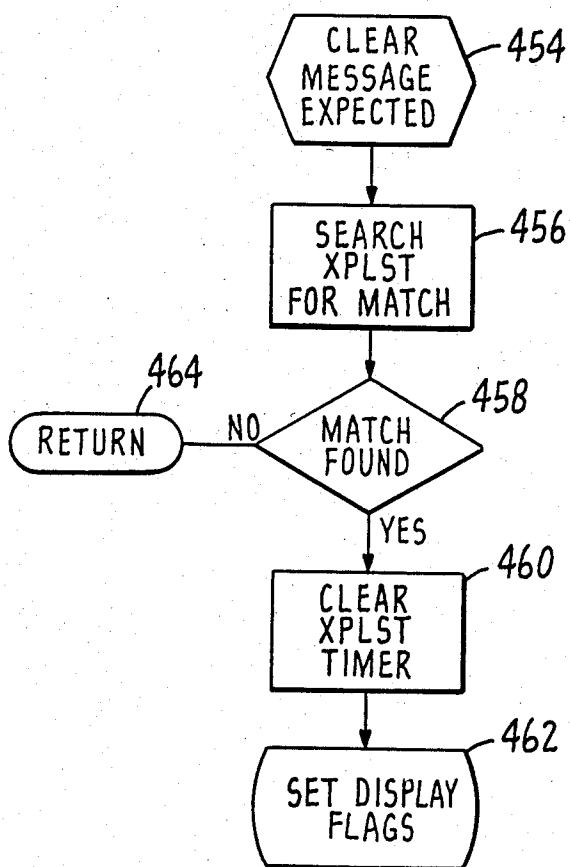 CLEAR
MESSAGE
EXPECTED
454
SEARCH
XPLST
FOR MATCH
456
464
RETURN
NO
MATCH
FOUND
458
YES
CLEAR
XPLST
TIMER
460
SET DISPLAY
FLAGS
462